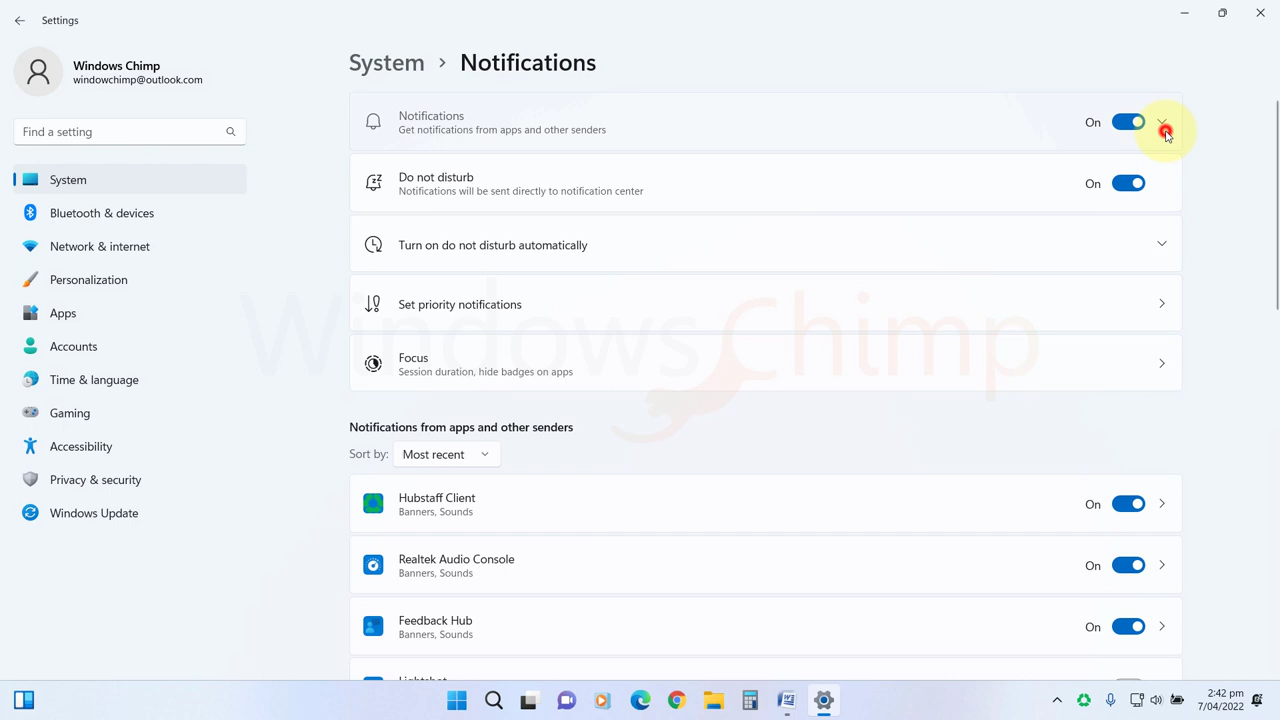 Settings
Windows Chimp
windowchimp@outlook.com
Find a setting
System
Bluetooth & devices
Network & internet
Personalization
Apps
Accounts
Time & language
Gaming
Accessibility
Privacy & security
Windows Update
System > Notifications
Notifications
Get notifications from apps and other senders
On
Do not disturb
Notifications will be sent directly to notification center
On
Turn on do not disturb automatically
Set priority notifications
Focus
Session duration, hide badges on apps
WindowsChimp
Notifications from apps and other senders
Sort by: Most recent
Hubstaff Client
Banners, Sounds
On
Realtek Audio Console
Banners, Sounds
On
Feedback Hub
Banners, Sounds
On
Lightshot
2:42 pm
7/04/2022